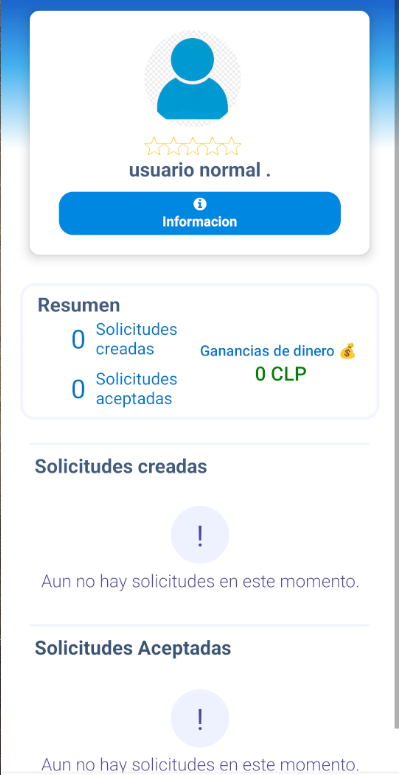 usuario normal .
Informacion
Resumen
0 Solicitudes
creadas
0 Solicitudes
aceptadas
Ganancias de dinero 💰
0 CLP
Solicitudes creadas
!
Aun no hay solicitudes en este momento.
Solicitudes Aceptadas
!
Aun no hay solicitudes en este momento.